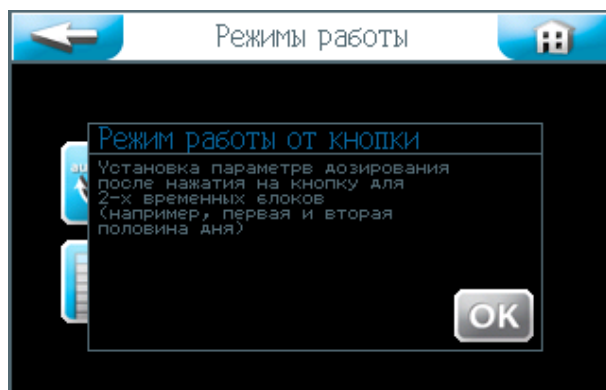 Режимы работы
Режим работы от кнопки
Установка параметрв дозирования
после нажатия на кнопку для
2-х временных блоков
(например, первая и вторая
половина дня)
OK